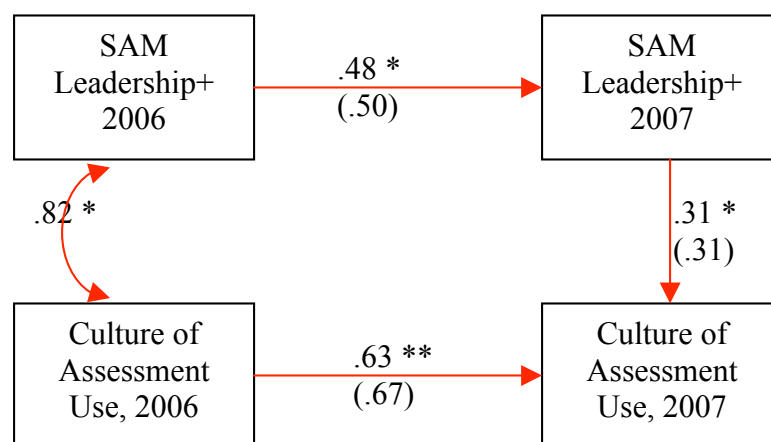 SAM
Leadership+
2006
.48 *
(.50)
SAM
Leadership+
2007
.82 *
.31 *
(.31)
Culture of
Assessment
Use, 2006
.63 **
(.67)
Culture of
Assessment
Use, 2007